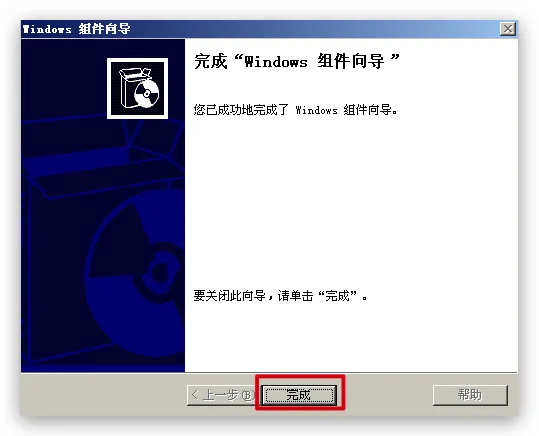 Windows 组件向导
完成“Windows 组件向导 ”
您已成功地完成了 Windows 组件向导。
要关闭此向导，请单击“完成”。
< 上一步(B)
完成
帮助